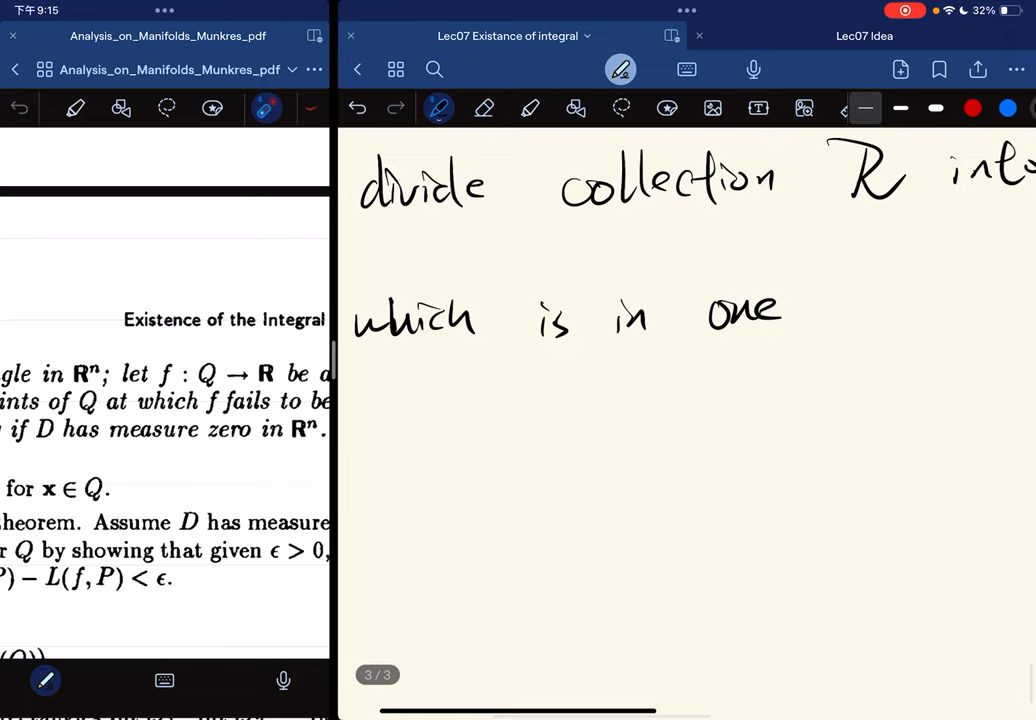 下午9:15
32%
Analysis_on_Manifolds_Munkres_pdf
Lec07 Existance of integral
Lec07 Idea
Analysis_on_Manifolds_Munkres_pdf
Existence of the Integral
gle in Rⁿ; let f : Q → R be a
ints of Q at which f fails to be
if D has measure zero in Rⁿ.
for x ∈ Q.
heorem. Assume D has measure
r Q by showing that given ϵ > 0,
P) − L(f, P) < ϵ.
(Q))
divide collection R into
which is in one
3 / 3